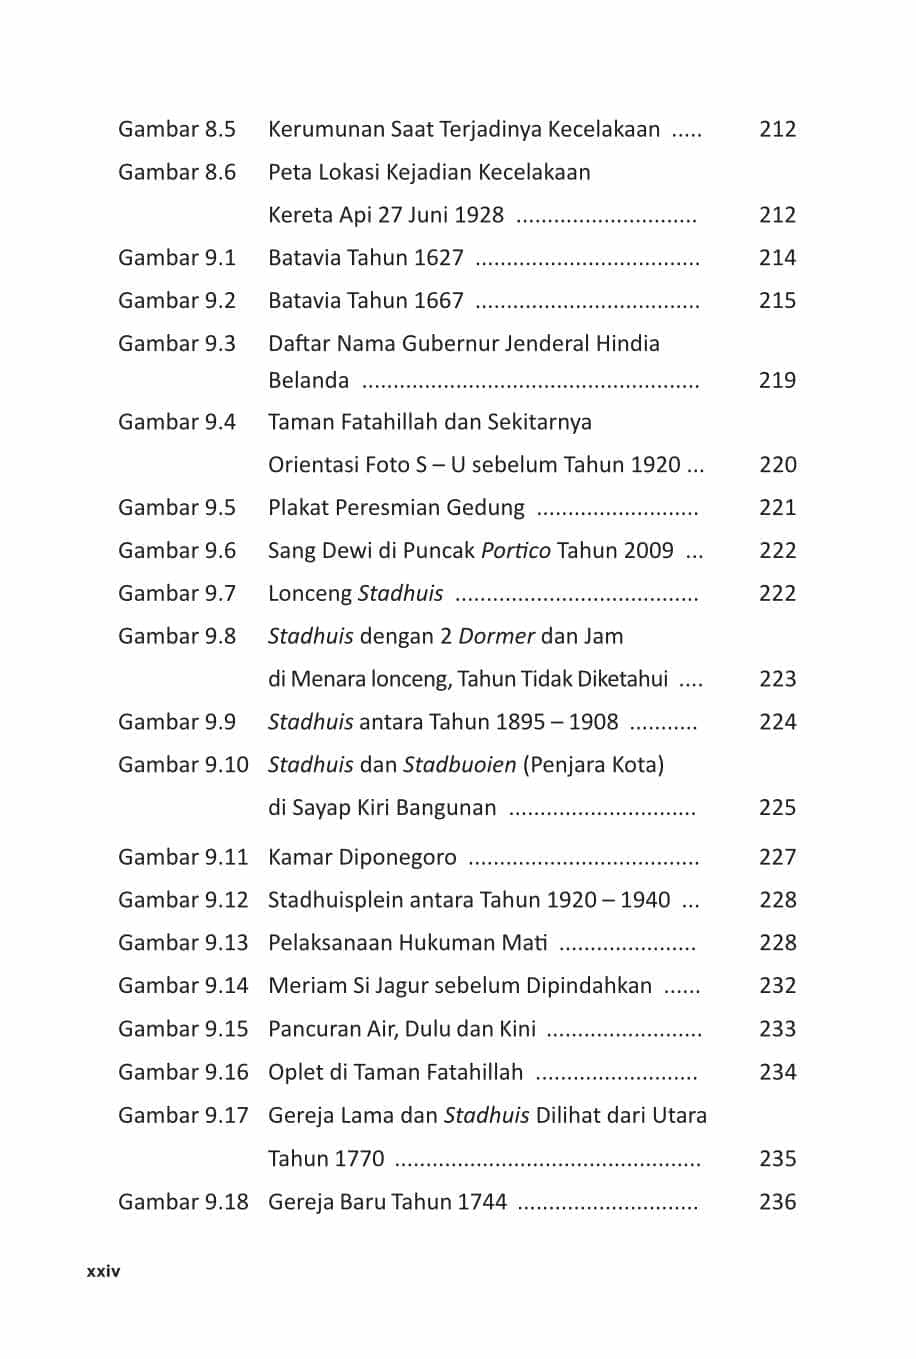 Gambar 8.5 Kerumunan Saat Terjadinya Kecelakaan ..... 212
Gambar 8.6 Peta Lokasi Kejadian Kecelakaan
Kereta Api 27 Juni 1928 ............................. 212
Gambar 9.1 Batavia Tahun 1627 .................................... 214
Gambar 9.2 Batavia Tahun 1667 .................................... 215
Gambar 9.3 Daftar Nama Gubernur Jenderal Hindia
Belanda ...................................................... 219
Gambar 9.4 Taman Fatahillah dan Sekitarnya
Orientasi Foto S – U sebelum Tahun 1920 ... 220
Gambar 9.5 Plakat Peresmian Gedung .......................... 221
Gambar 9.6 Sang Dewi di Puncak Portico Tahun 2009 ... 222
Gambar 9.7 Lonceng Stadhuis ....................................... 222
Gambar 9.8 Stadhuis dengan 2 Dormer dan Jam
di Menara lonceng, Tahun Tidak Diketahui .... 223
Gambar 9.9 Stadhuis antara Tahun 1895 – 1908 ........... 224
Gambar 9.10 Stadhuis dan Stadbuoien (Penjara Kota)
di Sayap Kiri Bangunan .............................. 225
Gambar 9.11 Kamar Diponegoro ..................................... 227
Gambar 9.12 Stadhuisplein antara Tahun 1920 – 1940 ... 228
Gambar 9.13 Pelaksanaan Hukuman Mati ...................... 228
Gambar 9.14 Meriam Si Jagur sebelum Dipindahkan ...... 232
Gambar 9.15 Pancuran Air, Dulu dan Kini ......................... 233
Gambar 9.16 Oplet di Taman Fatahillah .......................... 234
Gambar 9.17 Gereja Lama dan Stadhuis Dilihat dari Utara
Tahun 1770 ................................................. 235
Gambar 9.18 Gereja Baru Tahun 1744 ............................. 236
xxiv